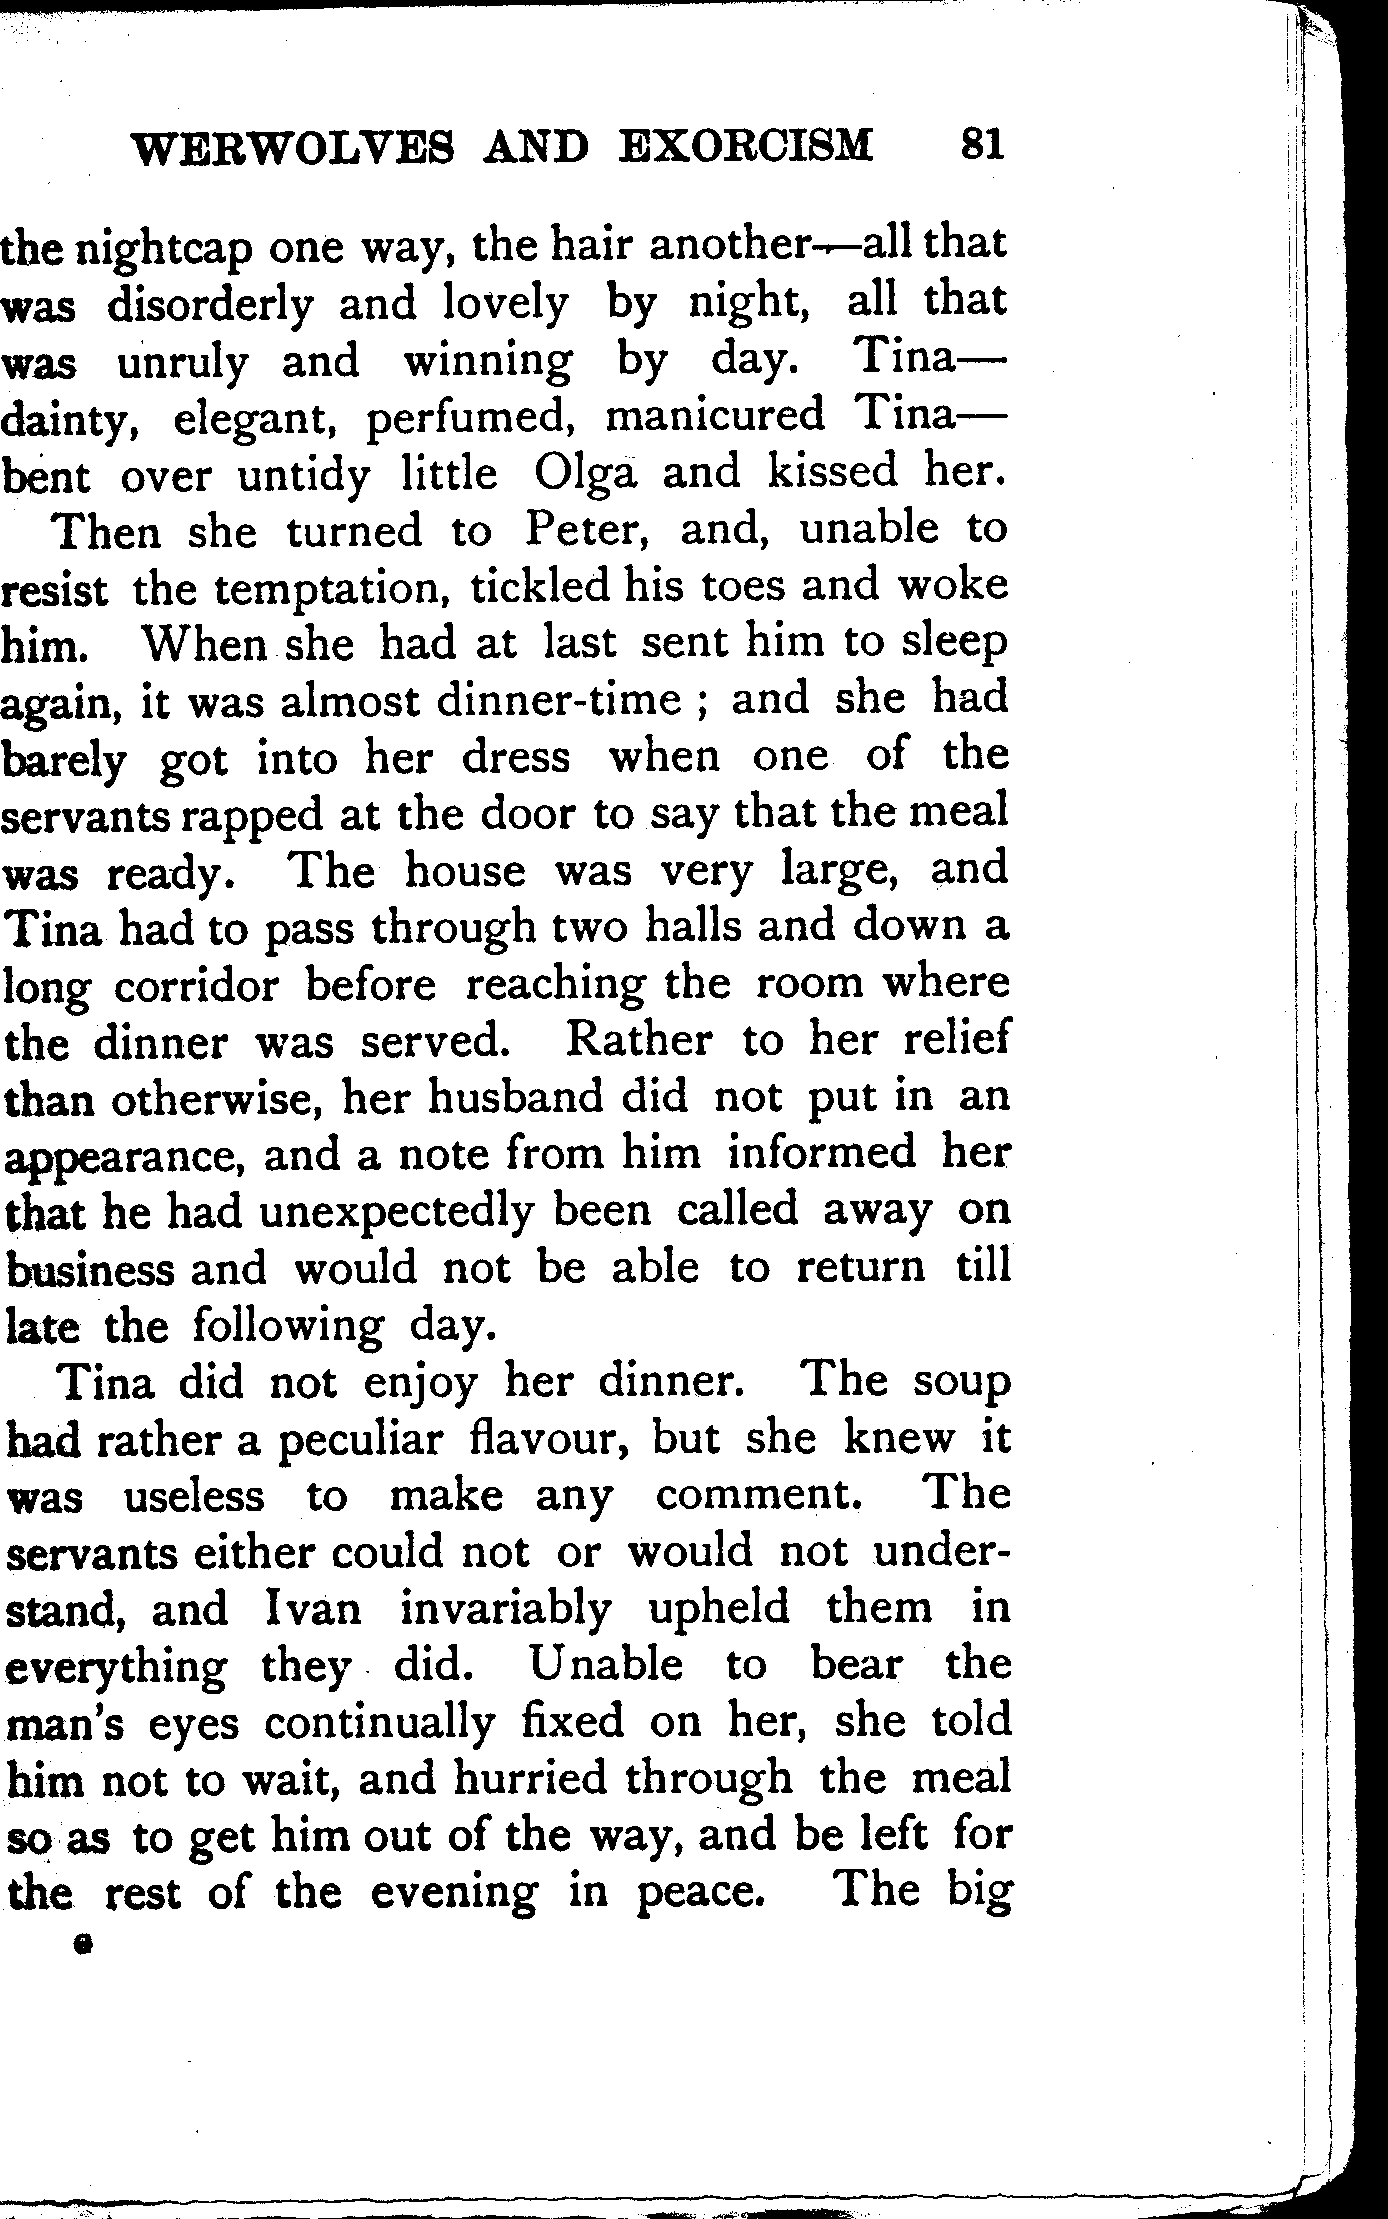 WERWOLVES AND EXORCISM 81
the nightcap one way, the hair another—all that
was disorderly and lovely by night, all that
was unruly and winning by day. Tina—
dainty, elegant, perfumed, manicured Tina—
bent over untidy little Olga and kissed her.
Then she turned to Peter, and, unable to
resist the temptation, tickled his toes and woke
him. When she had at last sent him to sleep
again, it was almost dinner-time ; and she had
barely got into her dress when one of the
servants rapped at the door to say that the meal
was ready. The house was very large, and
Tina had to pass through two halls and down a
long corridor before reaching the room where
the dinner was served. Rather to her relief
than otherwise, her husband did not put in an
appearance, and a note from him informed her
that he had unexpectedly been called away on
business and would not be able to return till
late the following day.
Tina did not enjoy her dinner. The soup
had rather a peculiar flavour, but she knew it
was useless to make any comment. The
servants either could not or would not under-
stand, and Ivan invariably upheld them in
everything they did. Unable to bear the
man's eyes continually fixed on her, she told
him not to wait, and hurried through the meal
so as to get him out of the way, and be left for
the rest of the evening in peace. The big